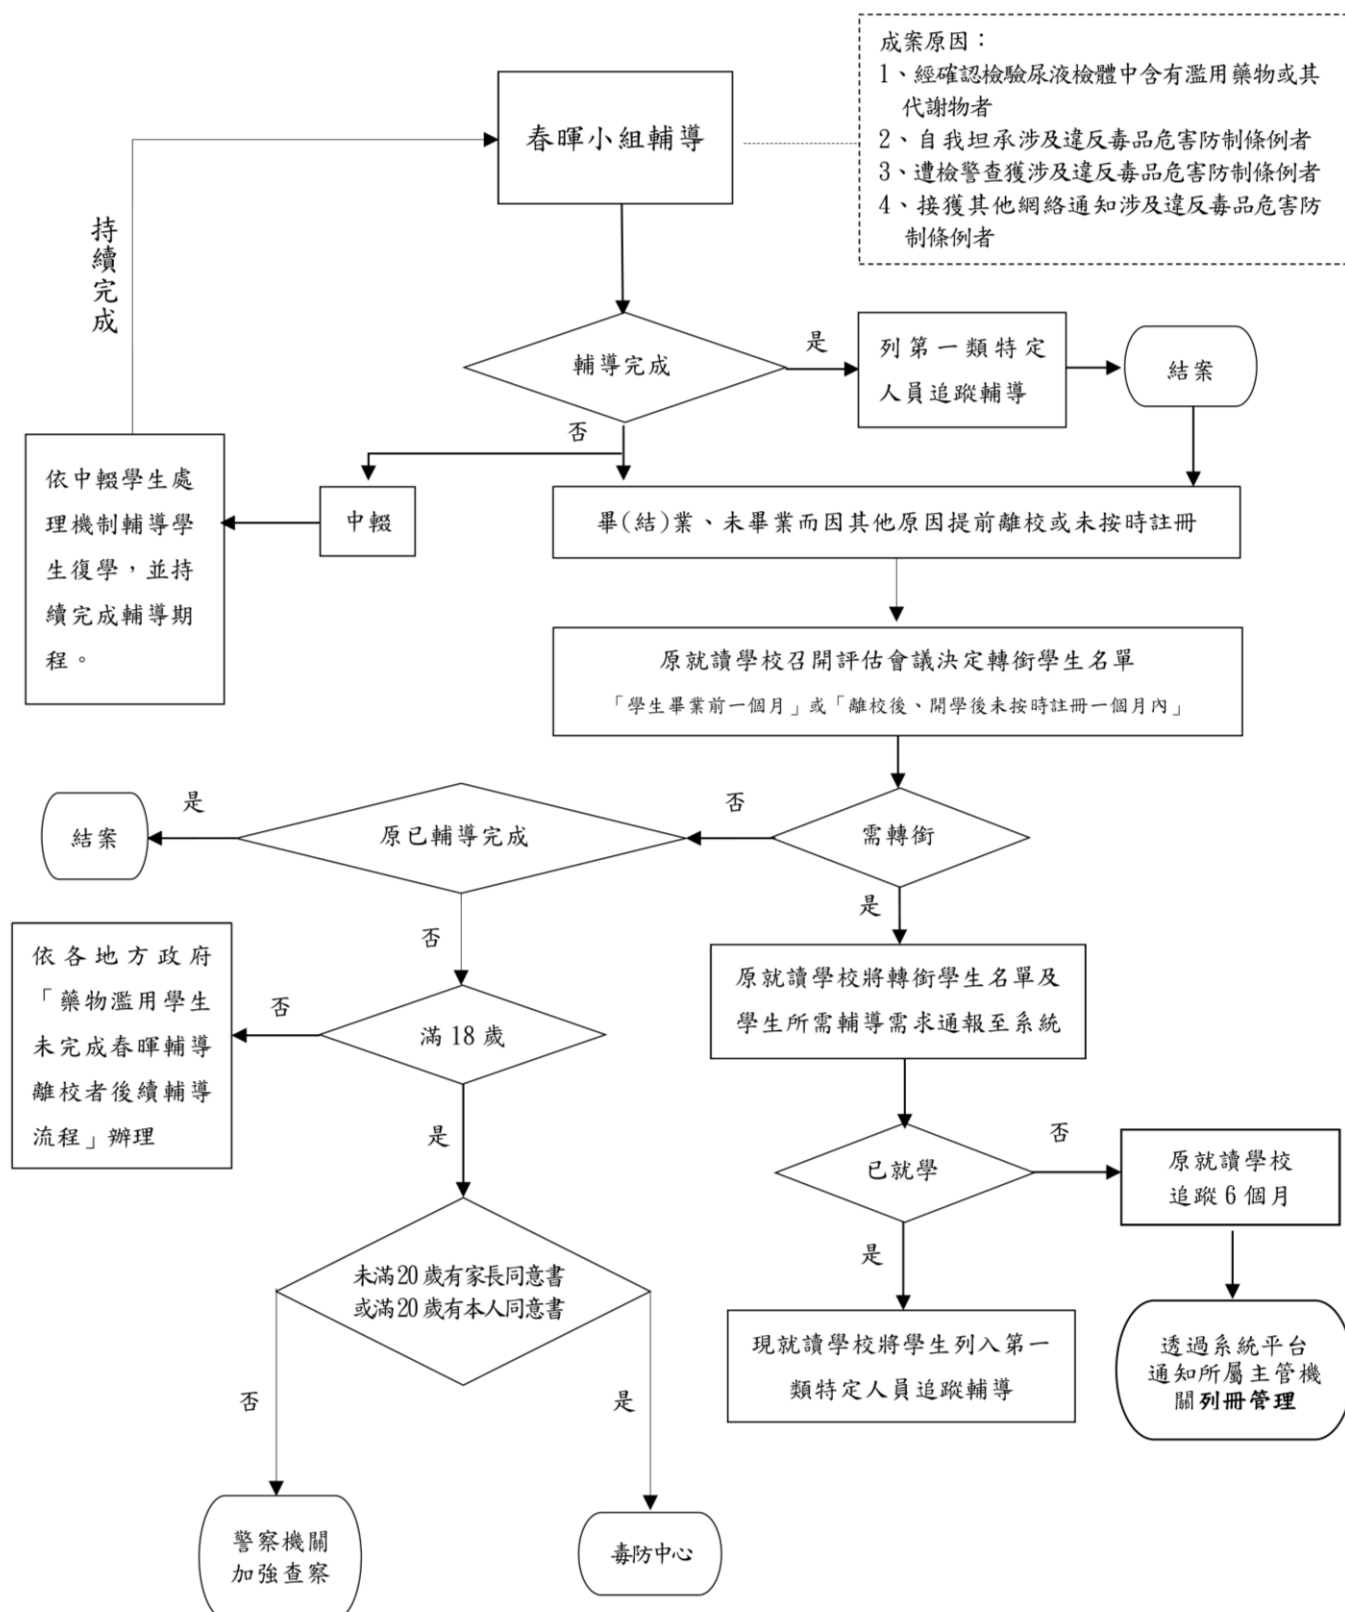 成案原因：
1、經確認檢驗尿液檢體中含有濫用藥物或其
代謝物者
2、自我坦承涉及違反毒品危害防制條例者
3、遭檢警查獲涉及違反毒品危害防制條例者
4、接獲其他網絡通知涉及違反毒品危害防
制條例者
春暉小組輔導
持續完成
輔導完成
是
列第一類特定
人員追蹤輔導
結案
否
中輟
依中輟學生處
理機制輔導學
生復學，並持
續完成輔導期
程。
畢(結)業、未畢業而因其他原因提前離校或未按時註冊
原就讀學校召開評估會議決定轉銜學生名單
「學生畢業前一個月」或「離校後、開學後未按時註冊一個月內」
需轉銜
否
原已輔導完成
是
結案
否
滿18歲
否
依各地方政府
「藥物濫用學生
未完成春暉輔導
離校者後續輔導
流程」辦理
是
未滿20歲有家長同意書
或滿20歲有本人同意書
否
警察機關
加強查察
是
毒防中心
是
原就讀學校將轉銜學生名單及
學生所需輔導需求通報至系統
已就學
否
原就讀學校
追蹤6個月
透過系統平台
通知所屬主管機
關列冊管理
是
現就讀學校將學生列入第一
類特定人員追蹤輔導